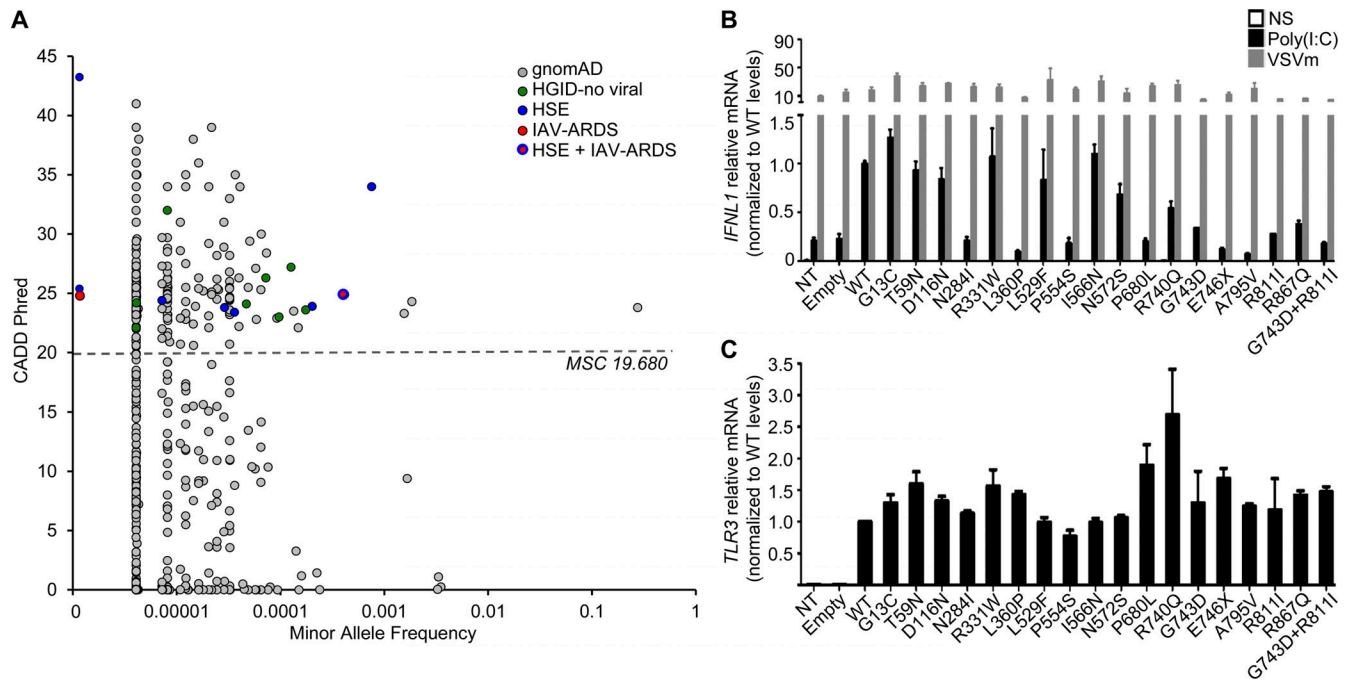 A
45
40
35
30
25
20
15
10
5
0
CADD Phred
gnomAD
HGID-no viral
HSE
IAV-ARDS
HSE + IAV-ARDS
MSC 19.680
0
0.00001
0.0001
0.001
0.01
0.1
1
Minor Allele Frequency
B
NS
Poly(I:C)
VSVm
90
50
10
1.5
1.0
0.5
0
IFNL1 relative mRNA
(normalized to WT levels)
NT
Empty
WT
G13C
T59N
D116N
N284I
R331W
L360P
L529F
P554S
I566N
N572S
P680L
R740Q
G743D
E746X
A795V
R811I
R867Q
G743D+R811I
C
3.5
3.0
2.5
2.0
1.5
1.0
0.5
TLR3 relative mRNA
(normalized to WT levels)
NT
Empty
WT
G13C
T59N
D116N
N284I
R331W
L360P
L529F
P554S
I566N
N572S
P680L
R740Q
G743D
E746X
A795V
R811I
R867Q
G743D+R811I